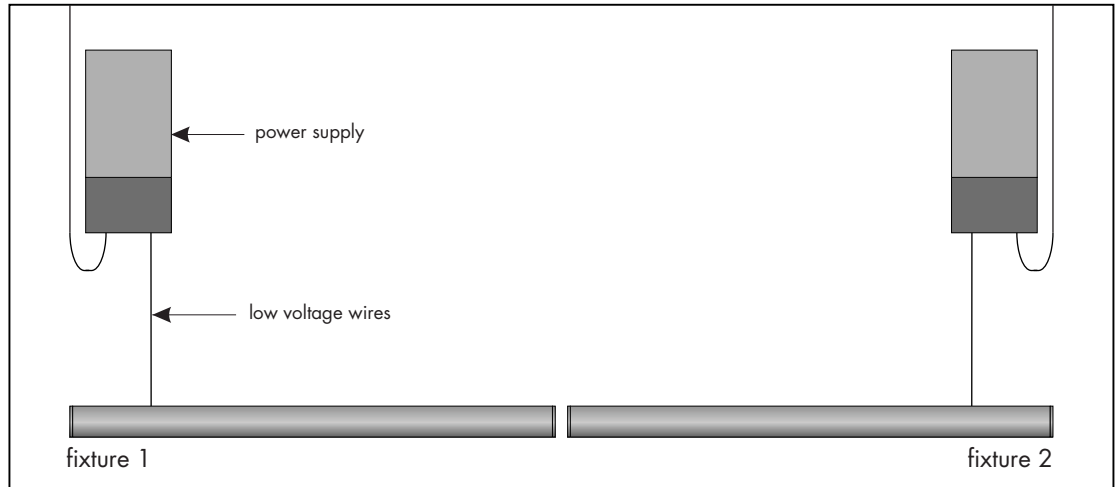 power supply
low voltage wires
fixture 1
fixture 2